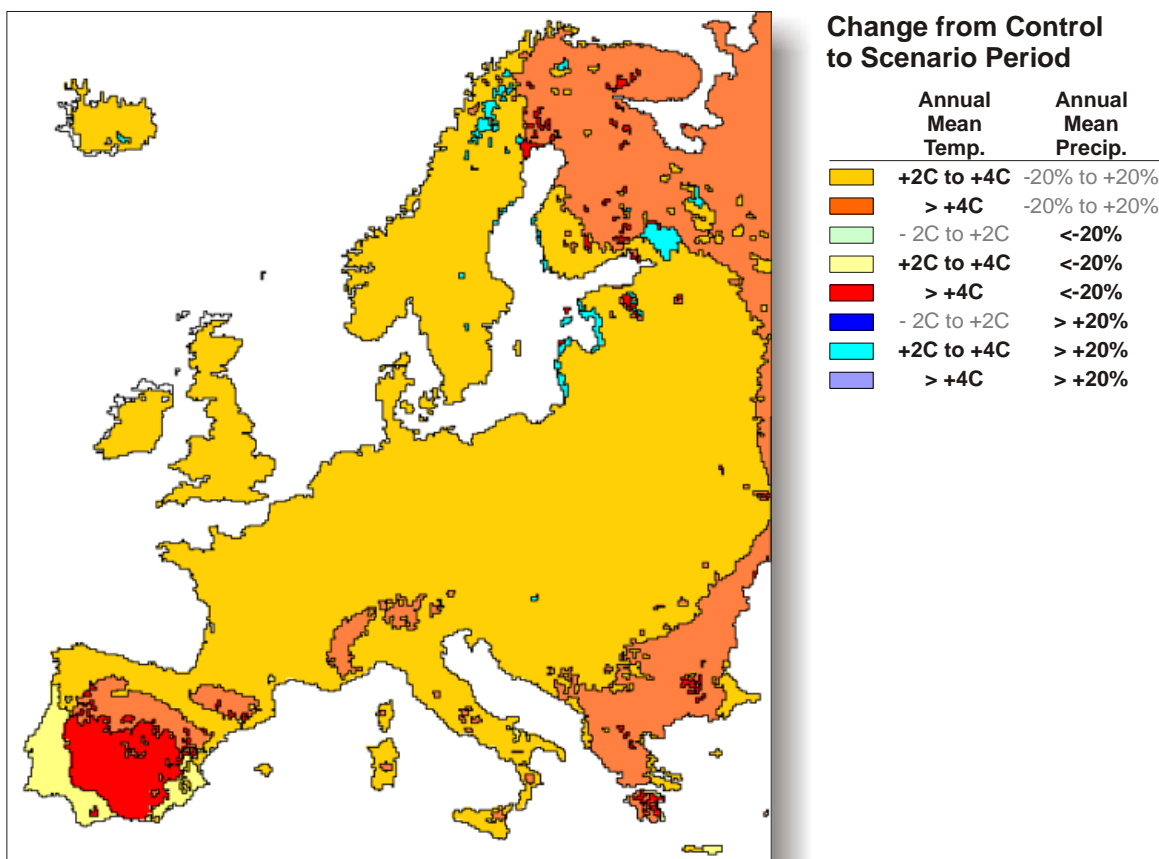 Change from Control
to Scenario Period
Annual Annual
Mean Mean
Temp. Precip.
+2C to +4C -20% to +20%
> +4C -20% to +20%
- 2C to +2C <-20%
+2C to +4C <-20%
> +4C <-20%
- 2C to +2C > +20%
+2C to +4C > +20%
> +4C > +20%